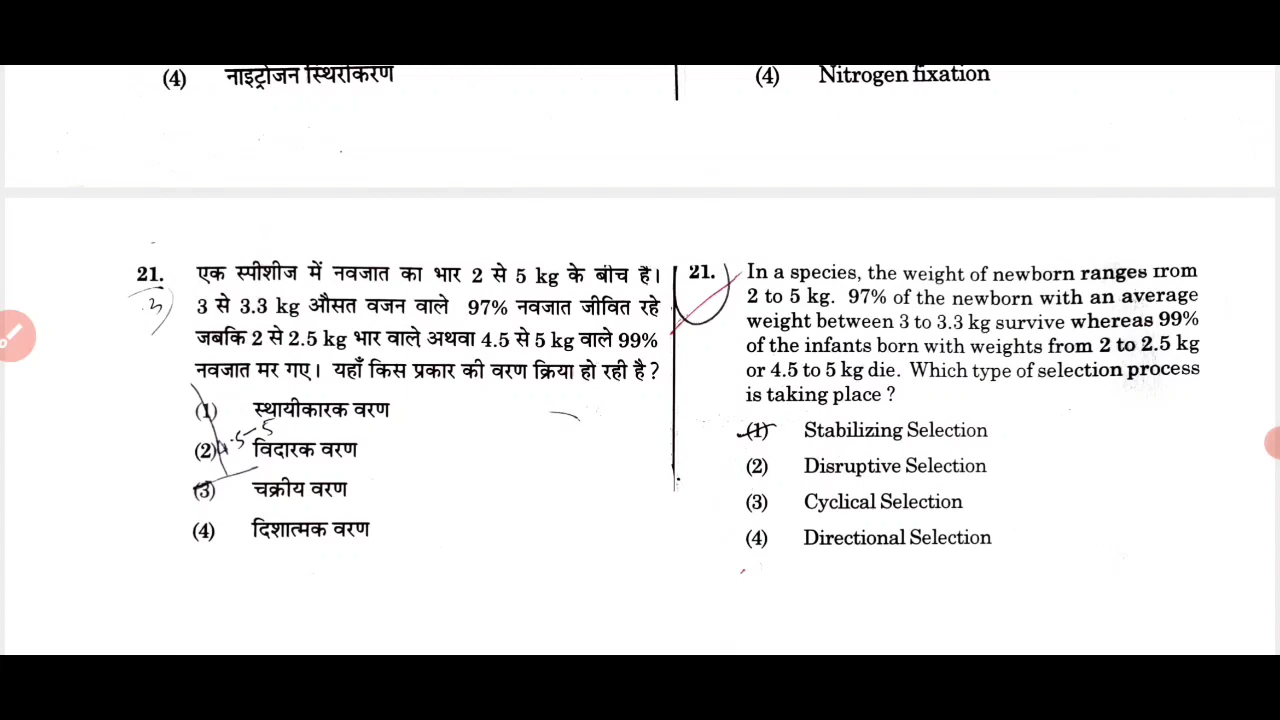 (4) नाइट्रोजन स्थिरीकरण
(4) Nitrogen fixation
21. एक स्पीशीज में नवजात का भार 2 से 5 kg के बीच है।
3 से 3.3 kg औसत वजन वाले 97% नवजात जीवित रहे
जबकि 2 से 2.5 kg भार वाले अथवा 4.5 से 5 kg वाले 99%
नवजात मर गए। यहाँ किस प्रकार की वरण क्रिया हो रही है ?
(1) स्थायीकारक वरण
(2) विदारक वरण
(3) चक्रीय वरण
(4) दिशात्मक वरण
3
4.5-5
21. In a species, the weight of newborn ranges from
2 to 5 kg. 97% of the newborn with an average
weight between 3 to 3.3 kg survive whereas 99%
of the infants born with weights from 2 to 2.5 kg
or 4.5 to 5 kg die. Which type of selection process
is taking place ?
(1) Stabilizing Selection
(2) Disruptive Selection
(3) Cyclical Selection
(4) Directional Selection